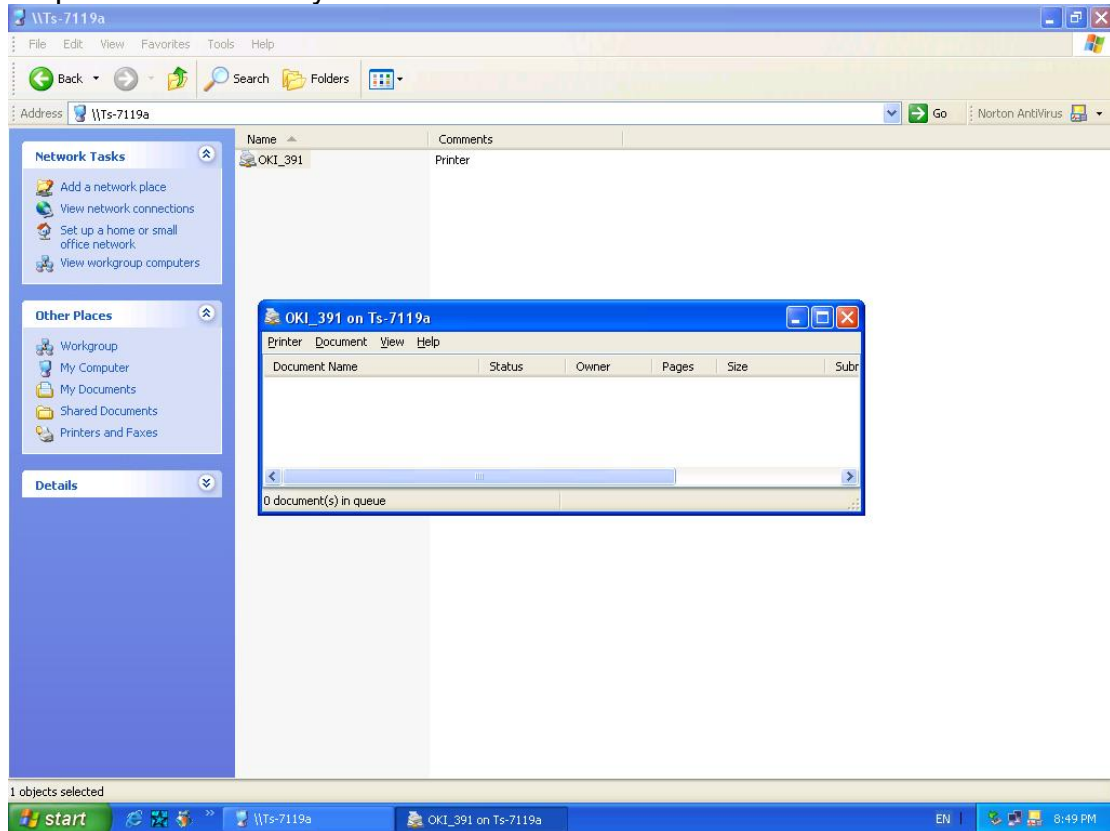 \\Ts-7119a
File Edit View Favorites Tools Help
Back Search Folders
Address \\Ts-7119a Go Norton AntiVirus
Name Comments
OKI_391 Printer
Network Tasks
Add a network place
View network connections
Set up a home or small
office network
View workgroup computers
Other Places
Workgroup
My Computer
My Documents
Shared Documents
Printers and Faxes
Details
OKI_391 on Ts-7119a
Printer Document View Help
Document Name Status Owner Pages Size Subr
0 document(s) in queue
1 objects selected
start \\Ts-7119a OKI_391 on Ts-7119a EN 8:49 PM